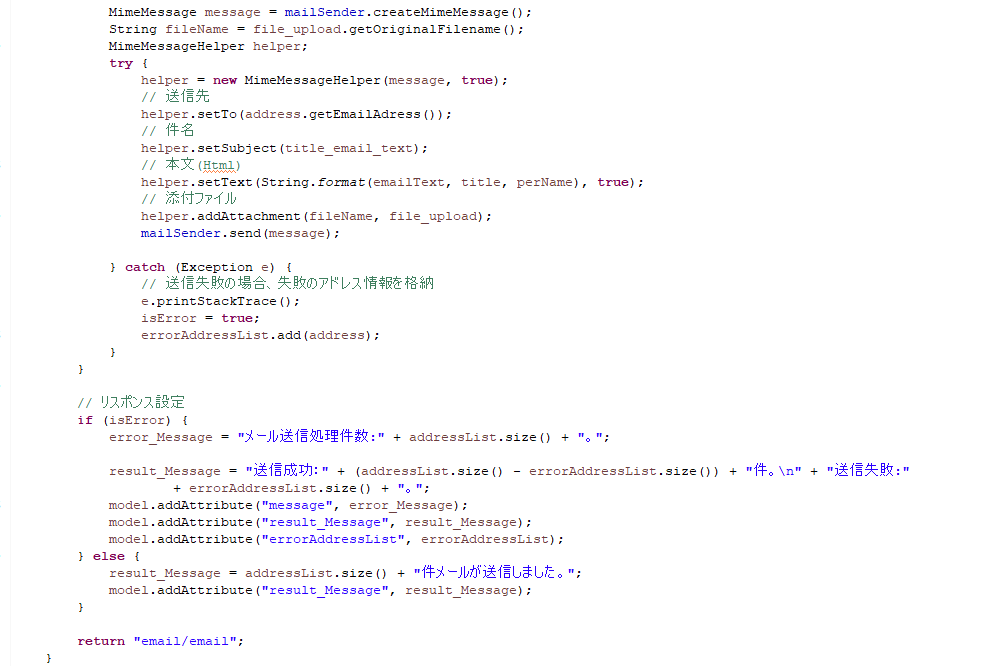 MimeMessage message = mailSender.createMimeMessage();
String fileName = file_upload.getOriginalFilename();
MimeMessageHelper helper;
try {
helper = new MimeMessageHelper(message, true);
// 送信先
helper.setTo(address.getEmailAdress());
// 件名
helper.setSubject(title_email_text);
// 本文(Html)
helper.setText(String.format(emailText, title, perName), true);
// 添付ファイル
helper.addAttachment(fileName, file_upload);
mailSender.send(message);
} catch (Exception e) {
// 送信失敗の場合、失敗のアドレス情報を格納
e.printStackTrace();
isError = true;
errorAddressList.add(address);
}
}
// リスポンス設定
if (isError) {
error_Message = "メール送信処理件数:" + addressList.size() + "。";
result_Message = "送信成功:" + (addressList.size() - errorAddressList.size()) + "件。\n" + "送信失敗:"
+ errorAddressList.size() + "。";
model.addAttribute("message", error_Message);
model.addAttribute("result_Message", result_Message);
model.addAttribute("errorAddressList", errorAddressList);
} else {
result_Message = addressList.size() + "件メールが送信しました。";
model.addAttribute("result_Message", result_Message);
}
return "email/email";
}